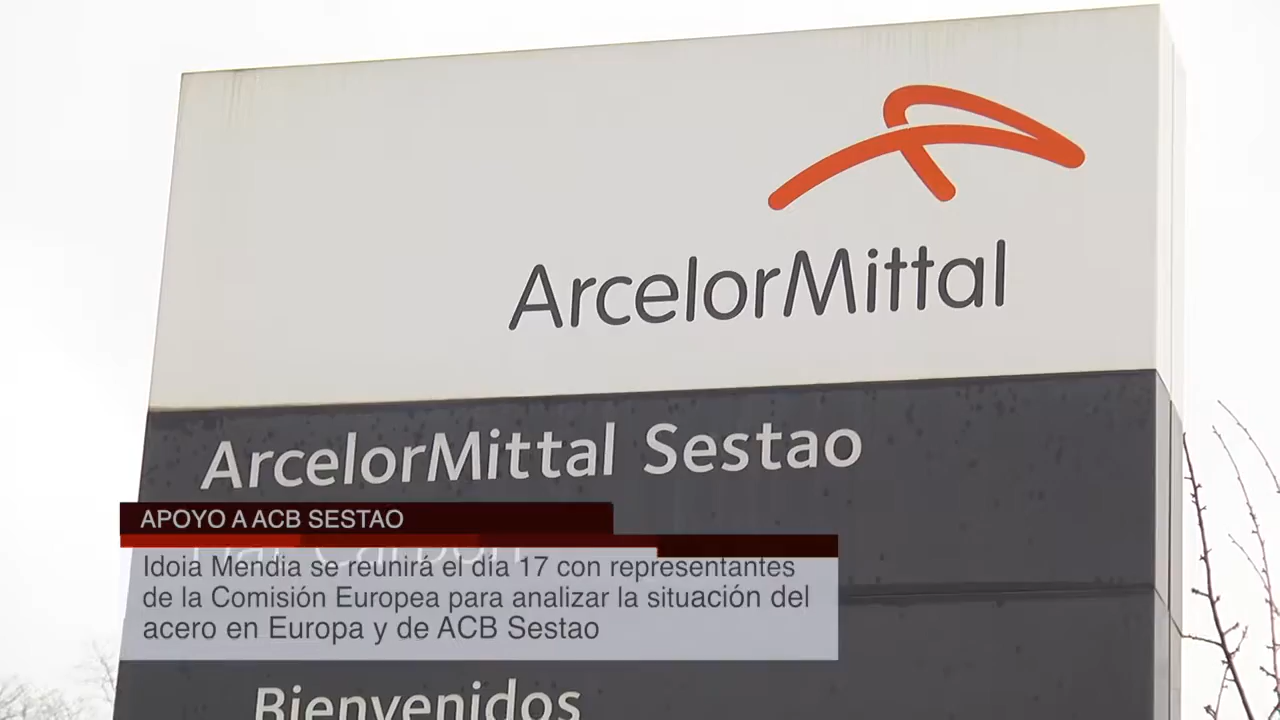 ArcelorMittal
ArcelorMittal Sestao
APOYO A ACB SESTAO
Idoia Mendia se reunirá el día 17 con representantes
de la Comisión Europea para analizar la situación del
acero en Europa y de ACB Sestao
Bienvenidos